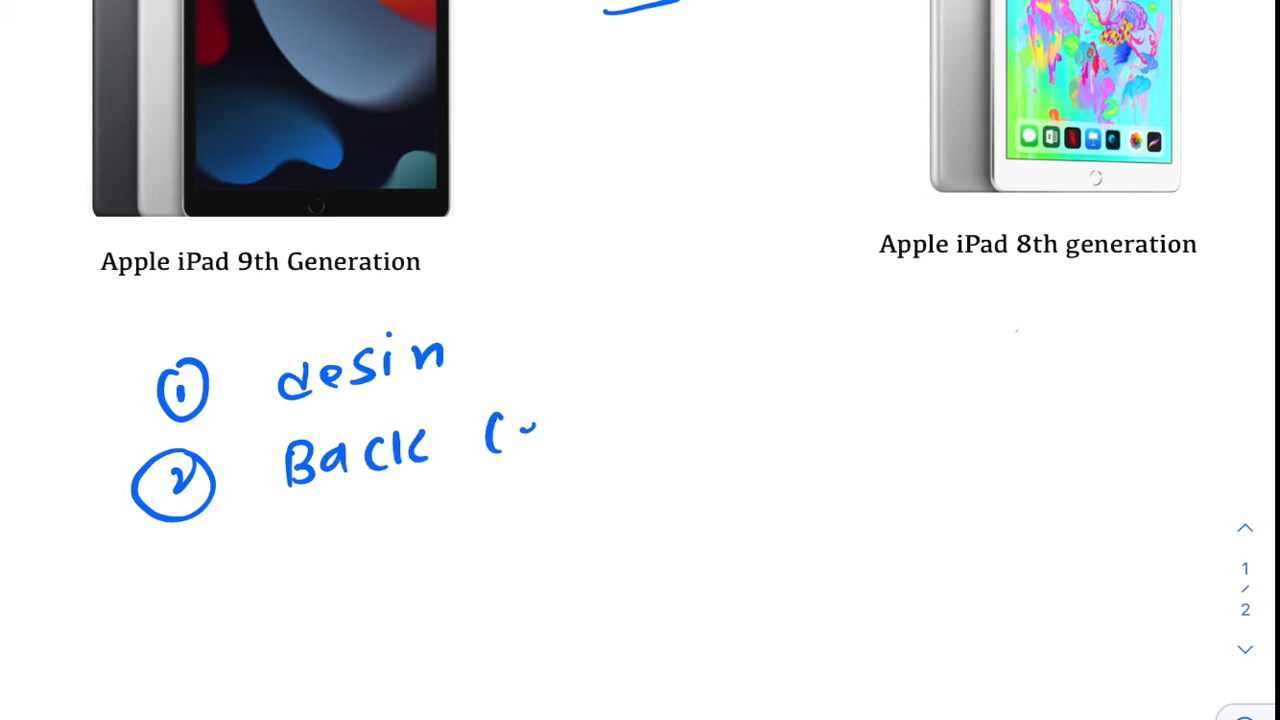 Apple iPad 9th Generation
Apple iPad 8th generation
1 desin
2 Back
1
/
2